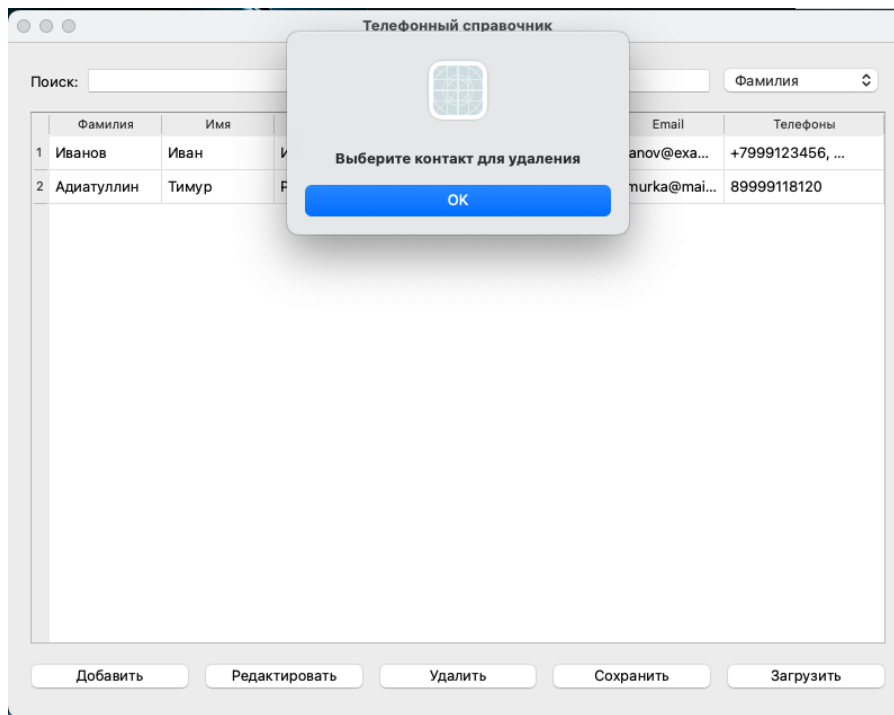 Телефонный справочник
Поиск:
Фамилия
Выберите контакт для удаления
OK
Фамилия Имя Email Телефоны
1 Иванов Иван anov@exa... +7999123456, ...
2 Адиатуллин Тимур murka@mai... 89999118120
Добавить Редактировать Удалить Сохранить Загрузить